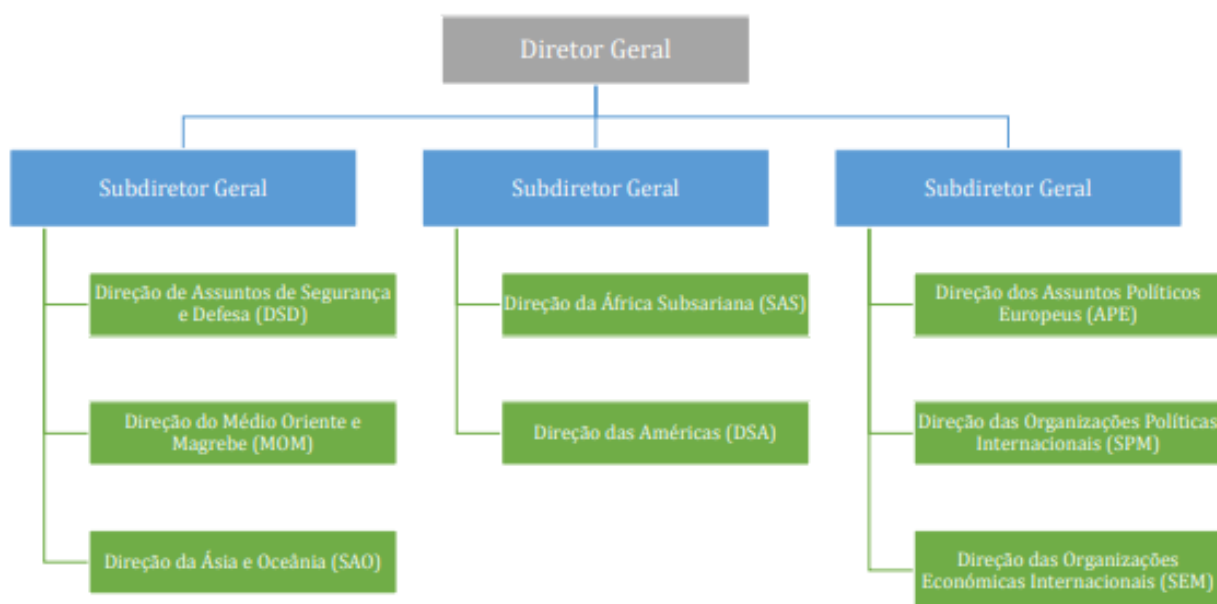 Diretor Geral
Subdiretor Geral
Subdiretor Geral
Subdiretor Geral
Direção de Assuntos de Segurança
e Defesa (DSD)
Direção do Médio Oriente e
Magrebe (MOM)
Direção da Ásia e Oceânia (SAO)
Direção da África Subsariana (SAS)
Direção das Américas (DSA)
Direção dos Assuntos Políticos
Europeus (APE)
Direção das Organizações Políticas
Internacionais (SPM)
Direção das Organizações
Económicas Internacionais (SEM)